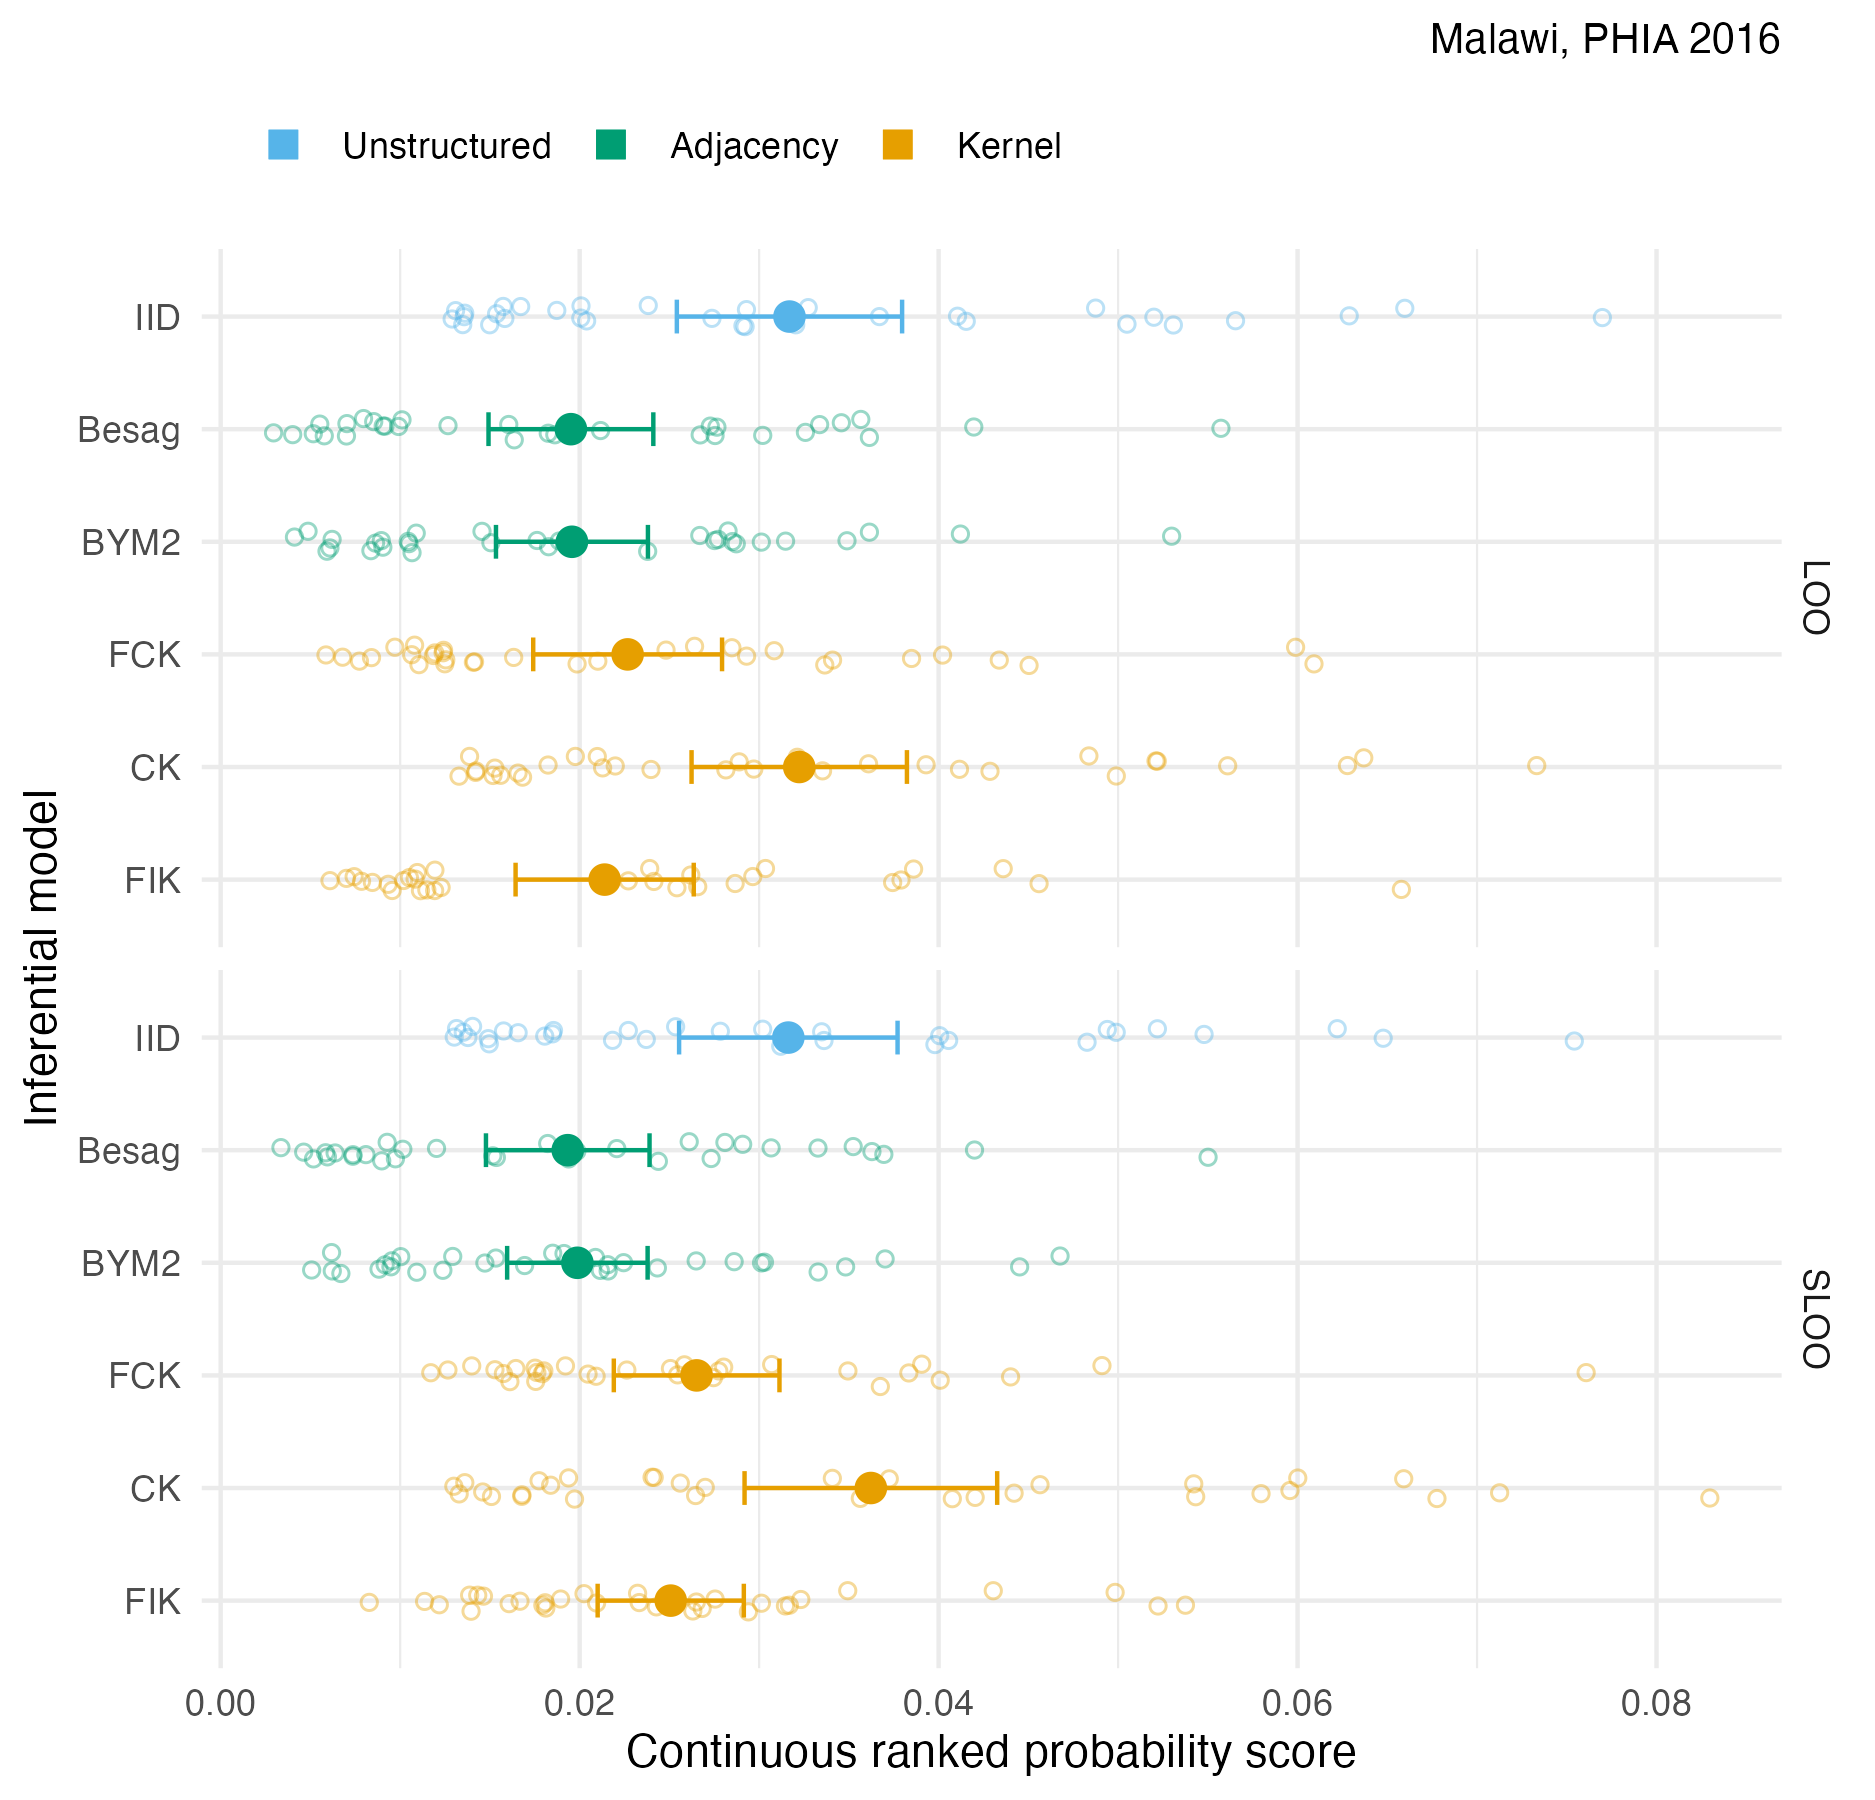 Malawi, PHIA 2016
Unstructured Adjacency Kernel
IID
Besag
BYM2
FCK
CK
FIK
LOO
IID
Besag
BYM2
FCK
CK
FIK
SLOO
Inferential model
0.00 0.02 0.04 0.06 0.08
Continuous ranked probability score